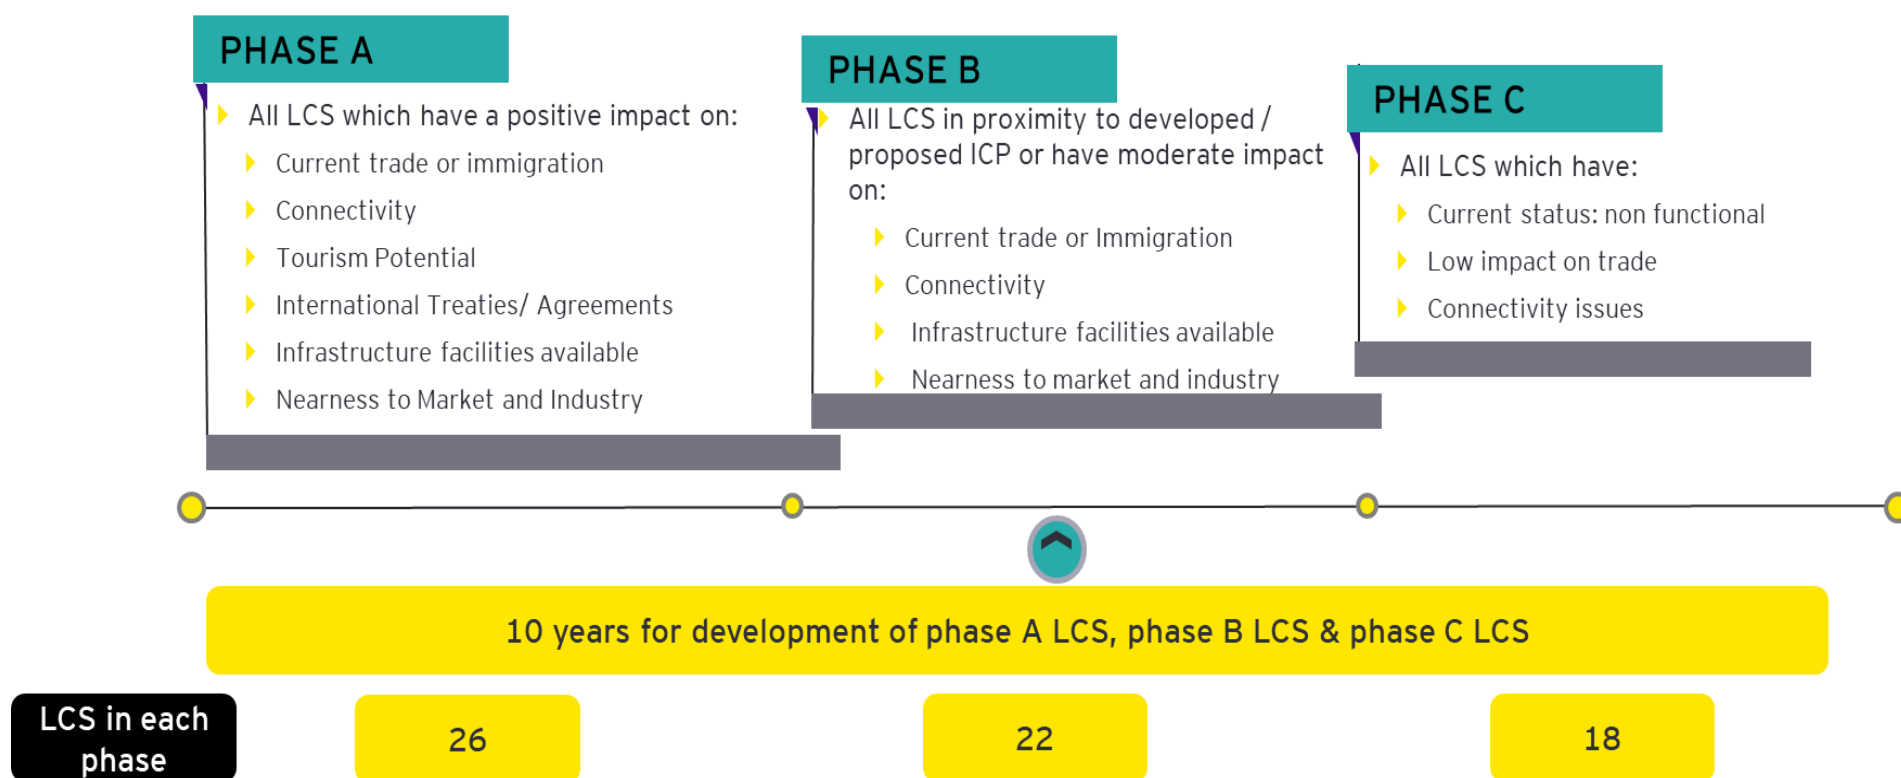 PHASE A
All LCS which have a positive impact on:
Current trade or immigration
Connectivity
Tourism Potential
International Treaties/ Agreements
Infrastructure facilities available
Nearness to Market and Industry
PHASE B
All LCS in proximity to developed /
proposed ICP or have moderate impact
on:
Current trade or Immigration
Connectivity
Infrastructure facilities available
Nearness to market and industry
PHASE C
All LCS which have:
Current status: non functional
Low impact on trade
Connectivity issues
10 years for development of phase A LCS, phase B LCS & phase C LCS
LCS in each
phase
26
22
18